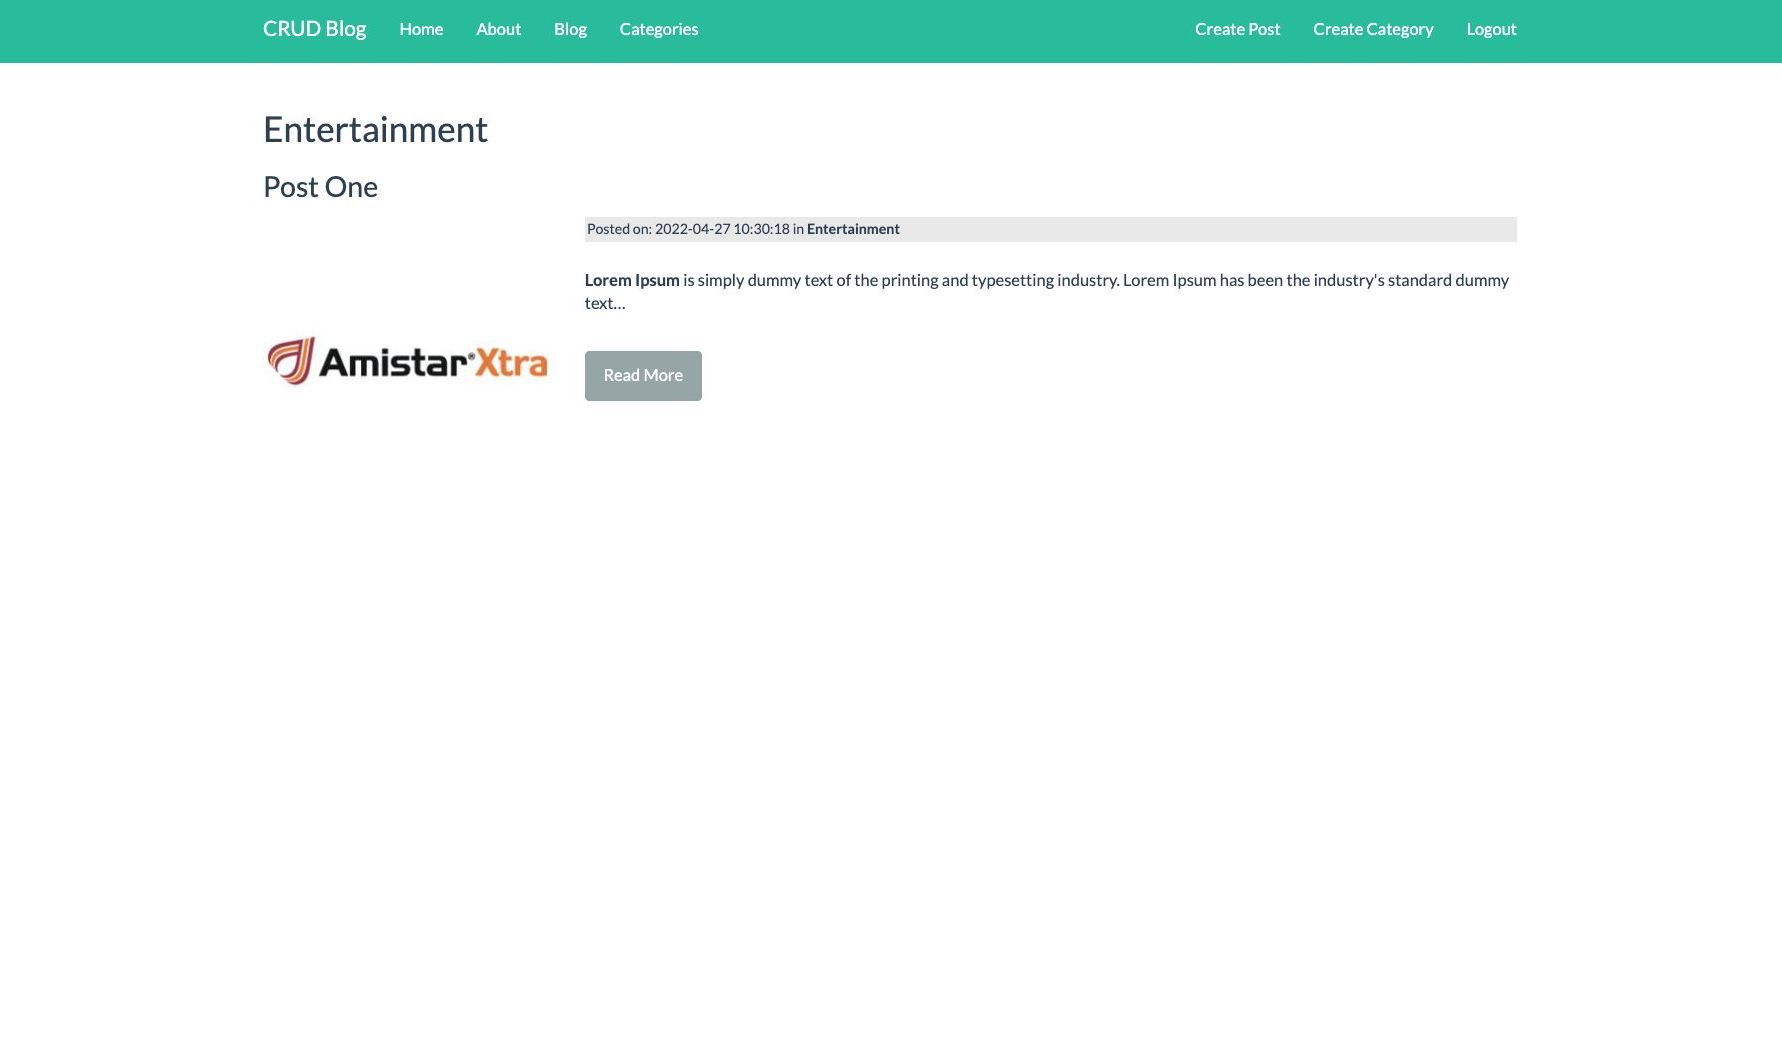 CRUD Blog Home About Blog Categories Create Post Create Category Logout
Entertainment
Post One
Posted on: 2022-04-27 10:30:18 in Entertainment
Lorem Ipsum is simply dummy text of the printing and typesetting industry. Lorem Ipsum has been the industry's standard dummy
text...
Amistar® Xtra
Read More